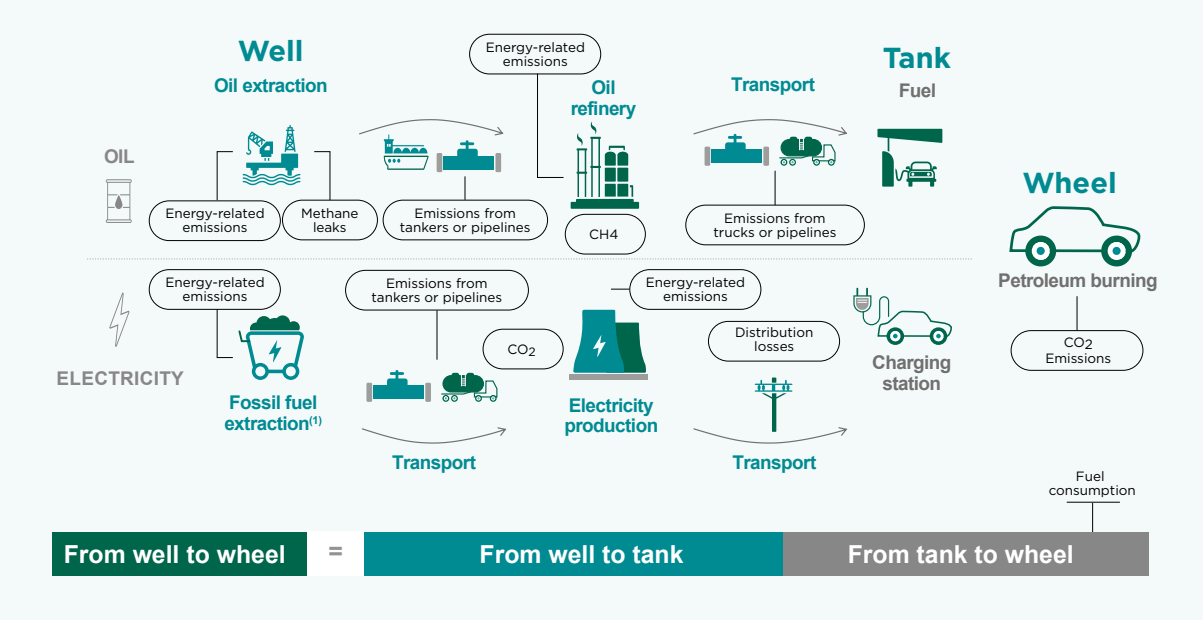 Well
Oil extraction
Energy-related
emissions
Oil
refinery
Transport
Tank
Fuel
OIL
Energy-related
emissions
Methane
leaks
Emissions from
tankers or pipelines
CH4
Emissions from
trucks or pipelines
Wheel
Petroleum burning
CO2
Emissions
ELECTRICITY
Energy-related
emissions
Fossil fuel
extraction(1)
Emissions from
tankers or pipelines
Transport
CO2
Energy-related
emissions
Electricity
production
Distribution
losses
Transport
Charging
station
Fuel
consumption
From well to wheel
=
From well to tank
From tank to wheel